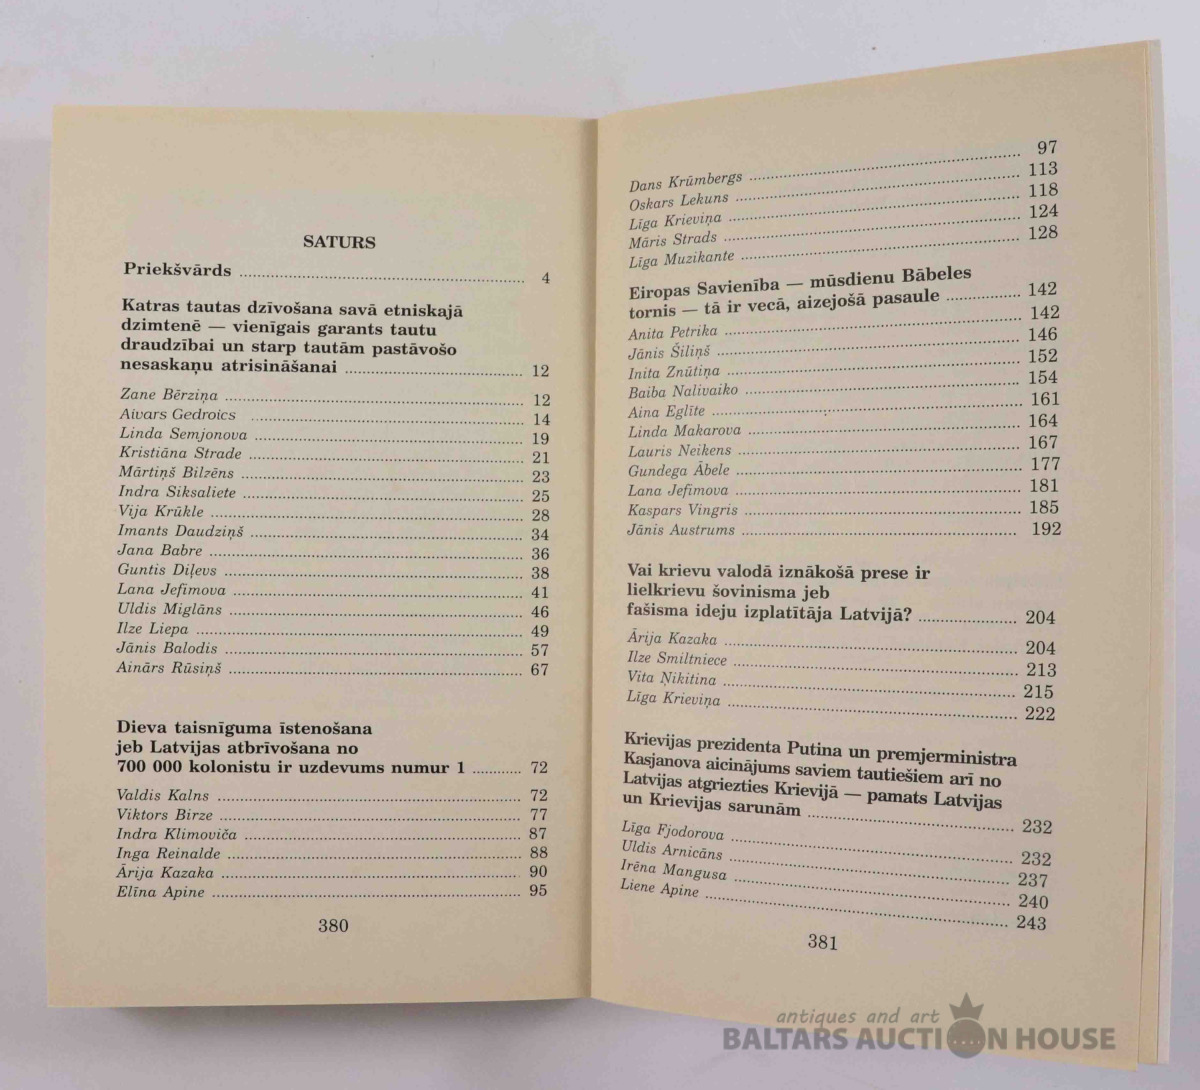 SATURS
Priekšvārds ........ 4
Katras tautas dzīvošana savā etniskajā
dzimtenē — vienīgais garants tautu
draudzībai un starp tautām pastāvošo
nesaskaņu atrisināšanai ........ 12
Zane Bērziņa ........ 12
Aivars Gedroics ........ 14
Linda Semjonova ........ 19
Kristiāna Strade ........ 21
Mārtiņš Bilzēns ........ 23
Indra Siksaliete ........ 25
Vija Krūkle ........ 28
Imants Daudziņš ........ 34
Jana Babre ........ 36
Guntis Diļevs ........ 38
Lana Jefimova ........ 41
Uldis Miglāns ........ 46
Ilze Liepa ........ 49
Jānis Balodis ........ 57
Ainārs Rūsiņš ........ 67
Dieva taisnīguma īstenošana
jeb Latvijas atbrīvošana no
700 000 kolonistu ir uzdevums numur 1 ........ 72
Valdis Kalns ........ 72
Viktors Birze ........ 77
Indra Klimoviča ........ 87
Inga Reinalde ........ 88
Ārija Kazaka ........ 90
Elīna Apine ........ 95
380
Dans Krūmbergs ........ 97
Oskars Lekuns ........ 113
Līga Krieviņa ........ 118
Māris Strads ........ 124
Līga Muzikante ........ 128
Eiropas Savienība — mūsdienu Bābeles
tornis — tā ir vecā, aizejošā pasaule ........ 142
Anita Petrika ........ 142
Jānis Šiliņš ........ 146
Inita Znūtiņa ........ 152
Baiba Nalivaiko ........ 154
Aina Eglīte ........ 161
Linda Makarova ........ 164
Lauris Neikens ........ 167
Gundega Ābele ........ 177
Lana Jefimova ........ 181
Kaspars Vingris ........ 185
Jānis Austrums ........ 192
Vai krievu valodā iznākošā prese ir
lielkrievu šovinisma jeb
fašisma ideju izplatītāja Latvijā? ........ 204
Ārija Kazaka ........ 204
Ilze Smiltniece ........ 213
Vita Ņikitina ........ 215
Līga Krieviņa ........ 222
Krievijas prezidenta Putina un premjerministra
Kasjanova aicinājums saviem tautiešiem arī no
Latvijas atgriezties Krievijā — pamats Latvijas
un Krievijas sarunām ........ 232
Līga Fjodorova ........ 232
Uldis Arnicāns ........ 237
Irēna Mangusa ........ 240
Liene Apine ........ 243
381
antiques and art
BALTARS AUCTION HOUSE